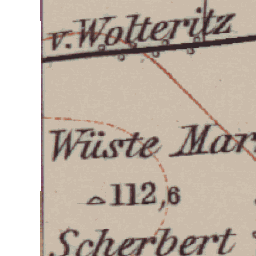 v. Wolteritz
Wüste Mar
112,6
Scherbert